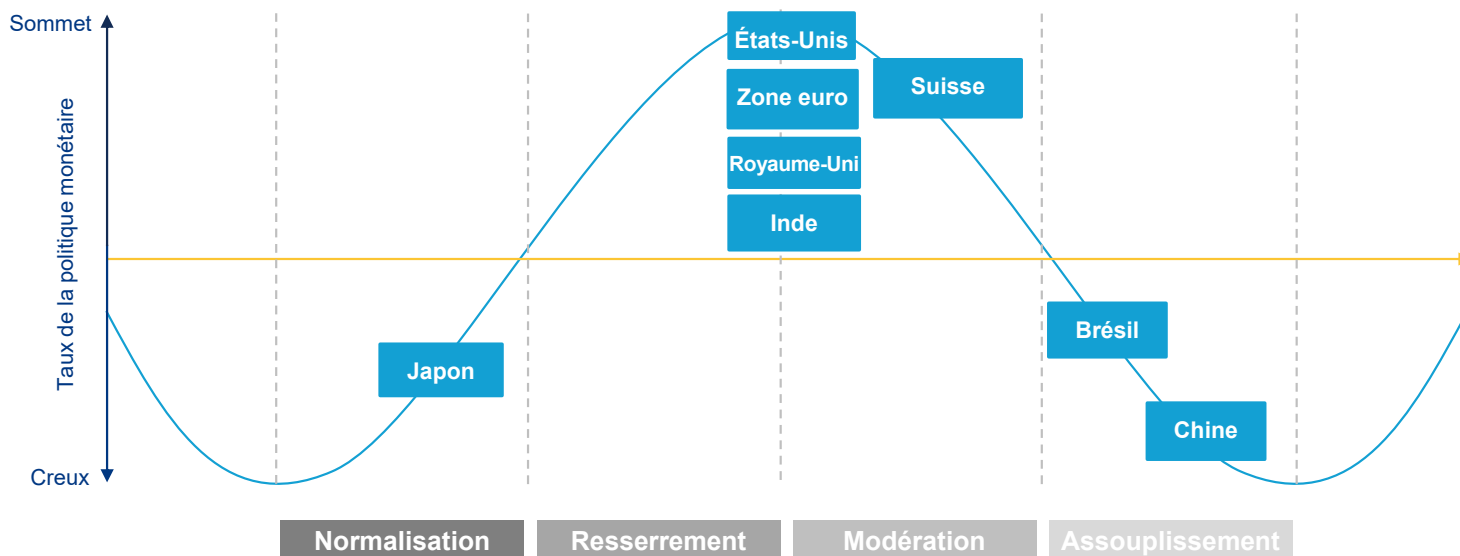 Sommet
Taux de la politique monétaire
Creux
États-Unis
Zone euro
Royaume-Uni
Inde
Suisse
Japon
Brésil
Chine
Normalisation
Resserrement
Modération
Assouplissement